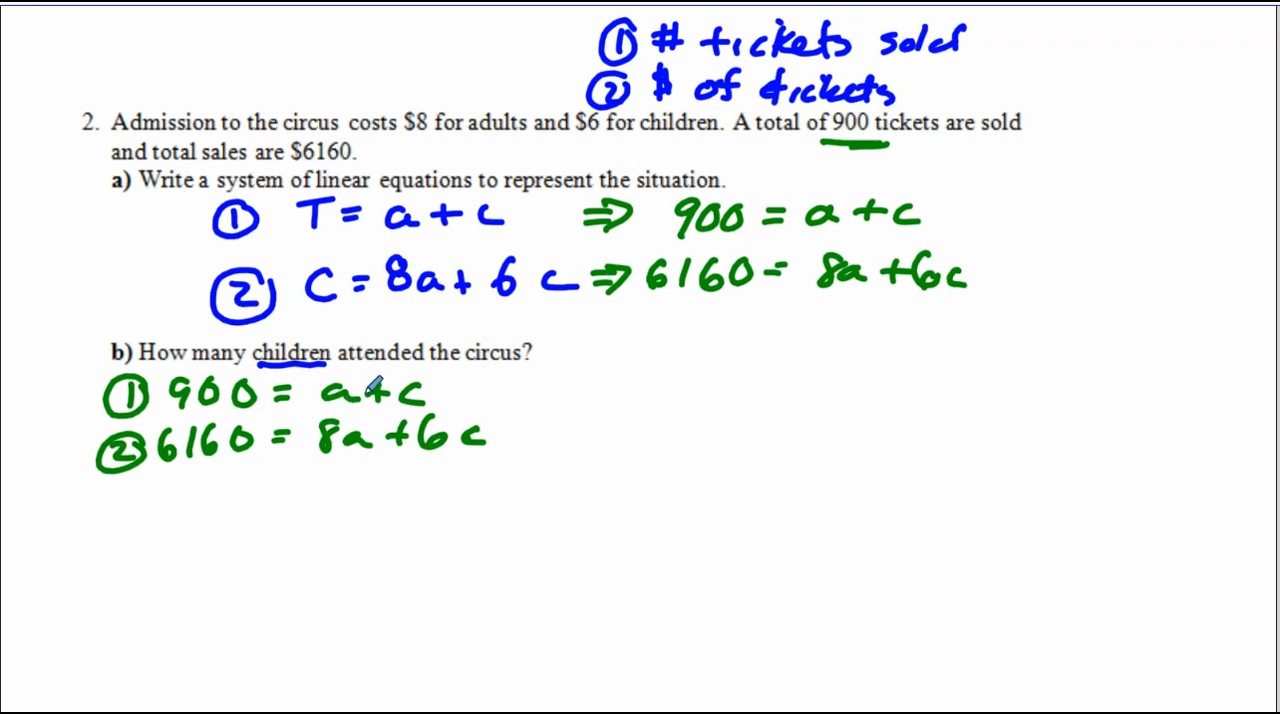 ① # tickets sold
② $ of tickets
2. Admission to the circus costs $8 for adults and $6 for children. A total of 900 tickets are sold
and total sales are $6160.
a) Write a system of linear equations to represent the situation.
① T = a + c ⇒ 900 = a + c
② C = 8a + 6 c ⇒ 6160 = 8a + 6c
b) How many children attended the circus?
① 900 = a + c
② 6160 = 8a + 6 c